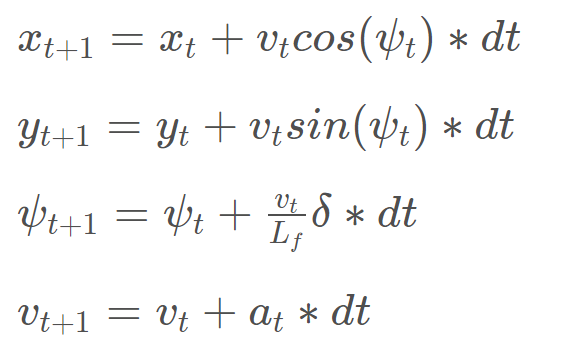 x_{t+1} = x_t + v_t cos(ψ_t) * dt
y_{t+1} = y_t + v_t sin(ψ_t) * dt
ψ_{t+1} = ψ_t + \frac{v_t}{L_f} δ * dt
v_{t+1} = v_t + a_t * dt